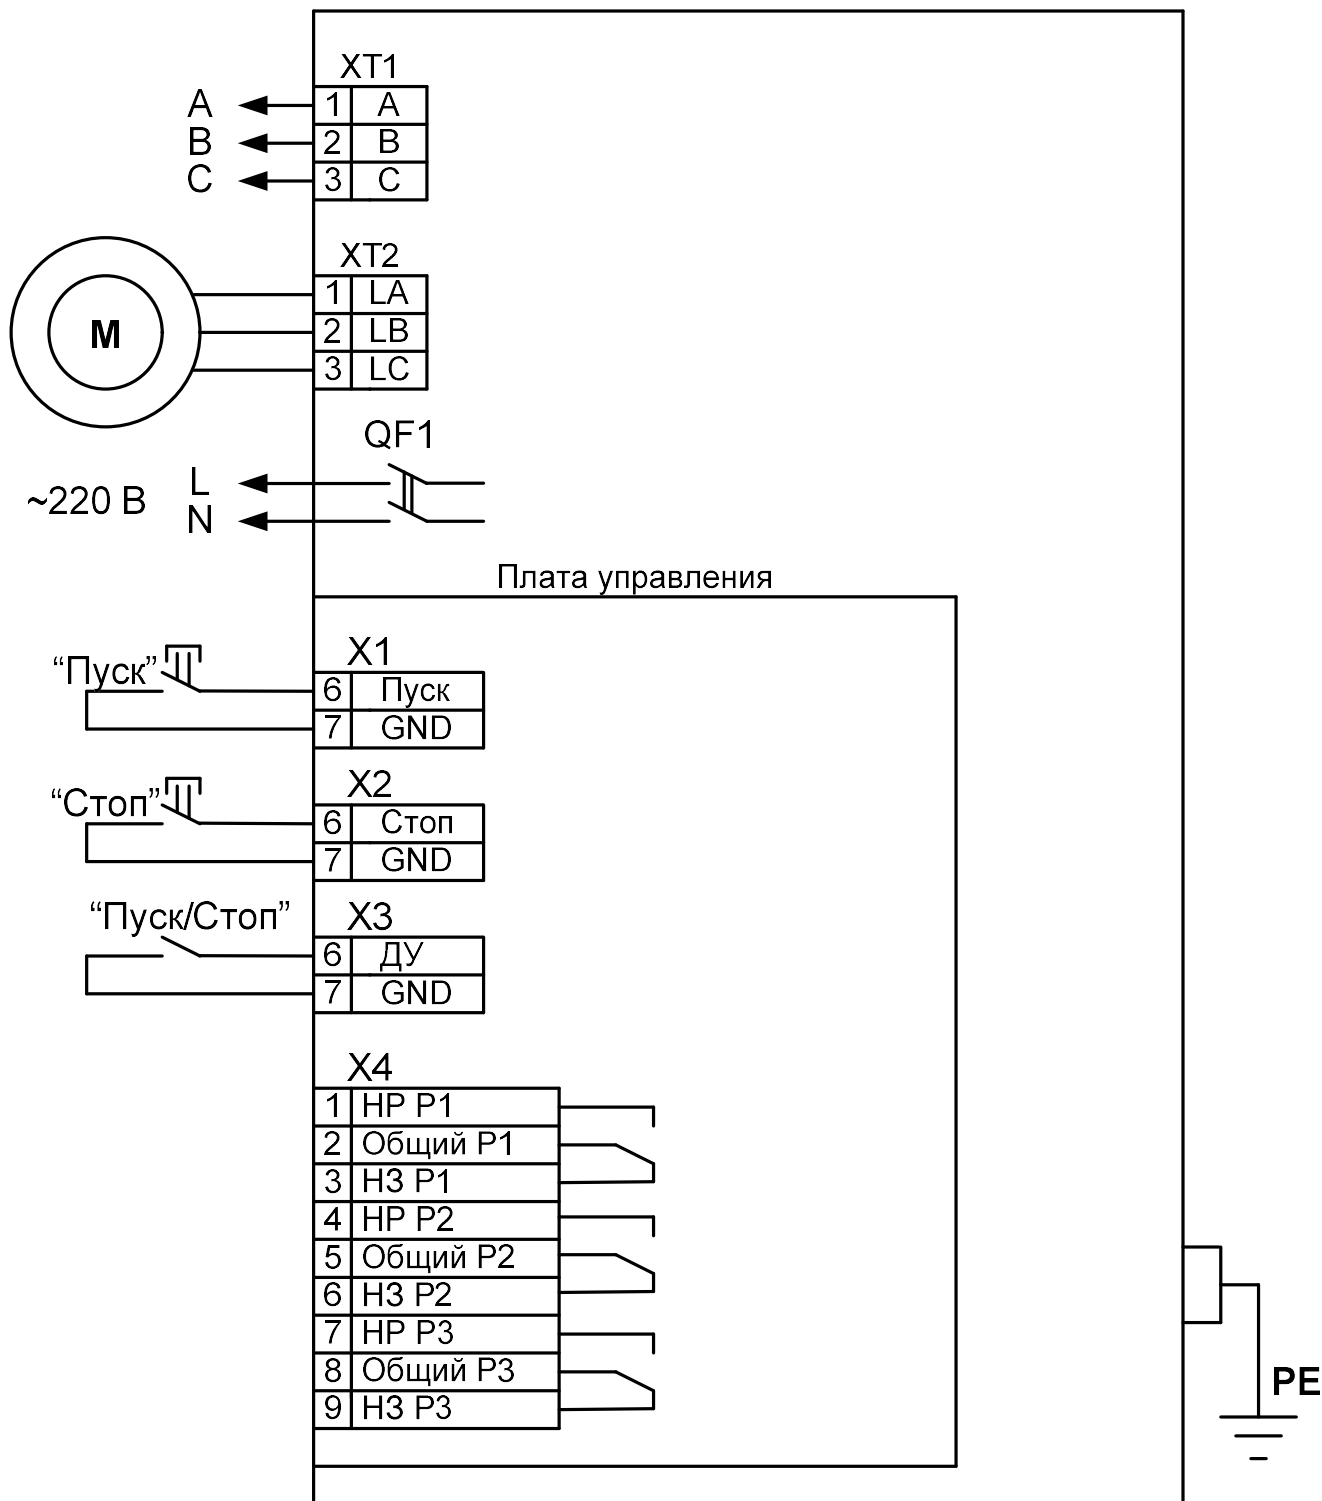 XT1
A 1 A
B 2 B
C 3 C
XT2
1 LA
M 2 LB
3 LC
QF1
L
~220 В
N
Плата управления
X1
“Пуск” 6 Пуск
7 GND
X2
“Стоп” 6 Стоп
7 GND
“Пуск/Стоп” X3
6 ДУ
7 GND
X4
1 НР Р1
2 Общий Р1
3 НЗ Р1
4 НР Р2
5 Общий Р2
6 НЗ Р2
7 НР Р3
8 Общий Р3
9 НЗ Р3
PE